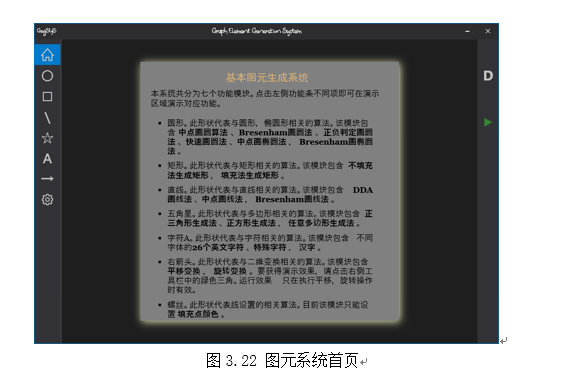 GegSyS
Graph Element Generation System
D
A
基本图元生成系统
本系统共分为七个功能模块。点击左侧功能条不同项即可在演示
区域演示对应功能。
• 圆形。此形状代表与圆形，椭圆形相关的算法。该模块包
含 中点画圆算法 、Bresenham画圆法 、正负判定画圆
法 、快速画圆法 、中点画椭圆法 ， Bresenham画椭圆
法 。
• 矩形。此形状代表与矩形相关的算法。该模块包含 不填充
法生成矩形 ， 填充法生成矩形 。
• 直线。此形状代表与直线相关的算法。该模块包含 DDA
画线法 、中点画线法 ， Bresenham画线法 。
• 五角星。此形状代表与多边形相关的算法。该模块包含 正
三角形生成法 、正方形生成法 ， 任意多边形生成法 。
• 字符A。此形状代表与字符相关的算法。该模块包含 不同
字体的26个英文字符 、特殊字符 ， 汉字 。
• 右箭头。此形状代表与二维变换相关的算法。该模块包含
平移变换 、 旋转变换 。要获得演示效果，请点击右侧工
具栏中的绿色三角。运行效果 只在执行平移，旋转操作
时有效。
• 螺丝。此形状代表线设置的相关算法。目前该模块只能设
置 填充点颜色 。
图 3.22 图元系统首页